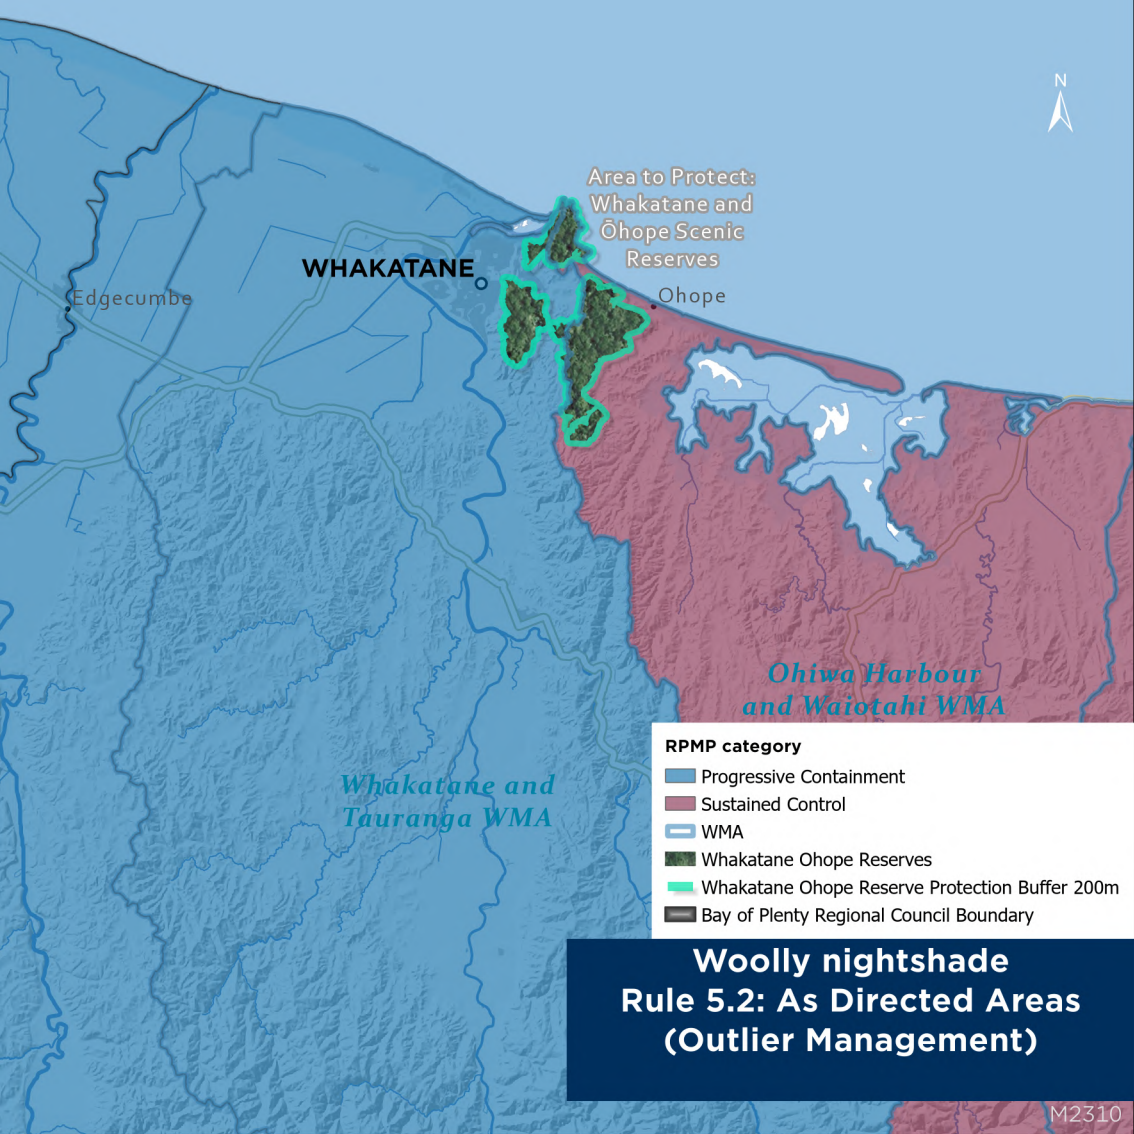 N
Area to Protect:
Whakatane and
Ōhope Scenic
Reserves
WHAKATANE
Edgecumbe
Ohope
Ohiwa Harbour
and Waiotahi WMA
Whakatane and
Tauranga WMA
RPMP category
Progressive Containment
Sustained Control
WMA
Whakatane Ohope Reserves
Whakatane Ohope Reserve Protection Buffer 200m
Bay of Plenty Regional Council Boundary
Woolly nightshade
Rule 5.2: As Directed Areas
(Outlier Management)
M2310